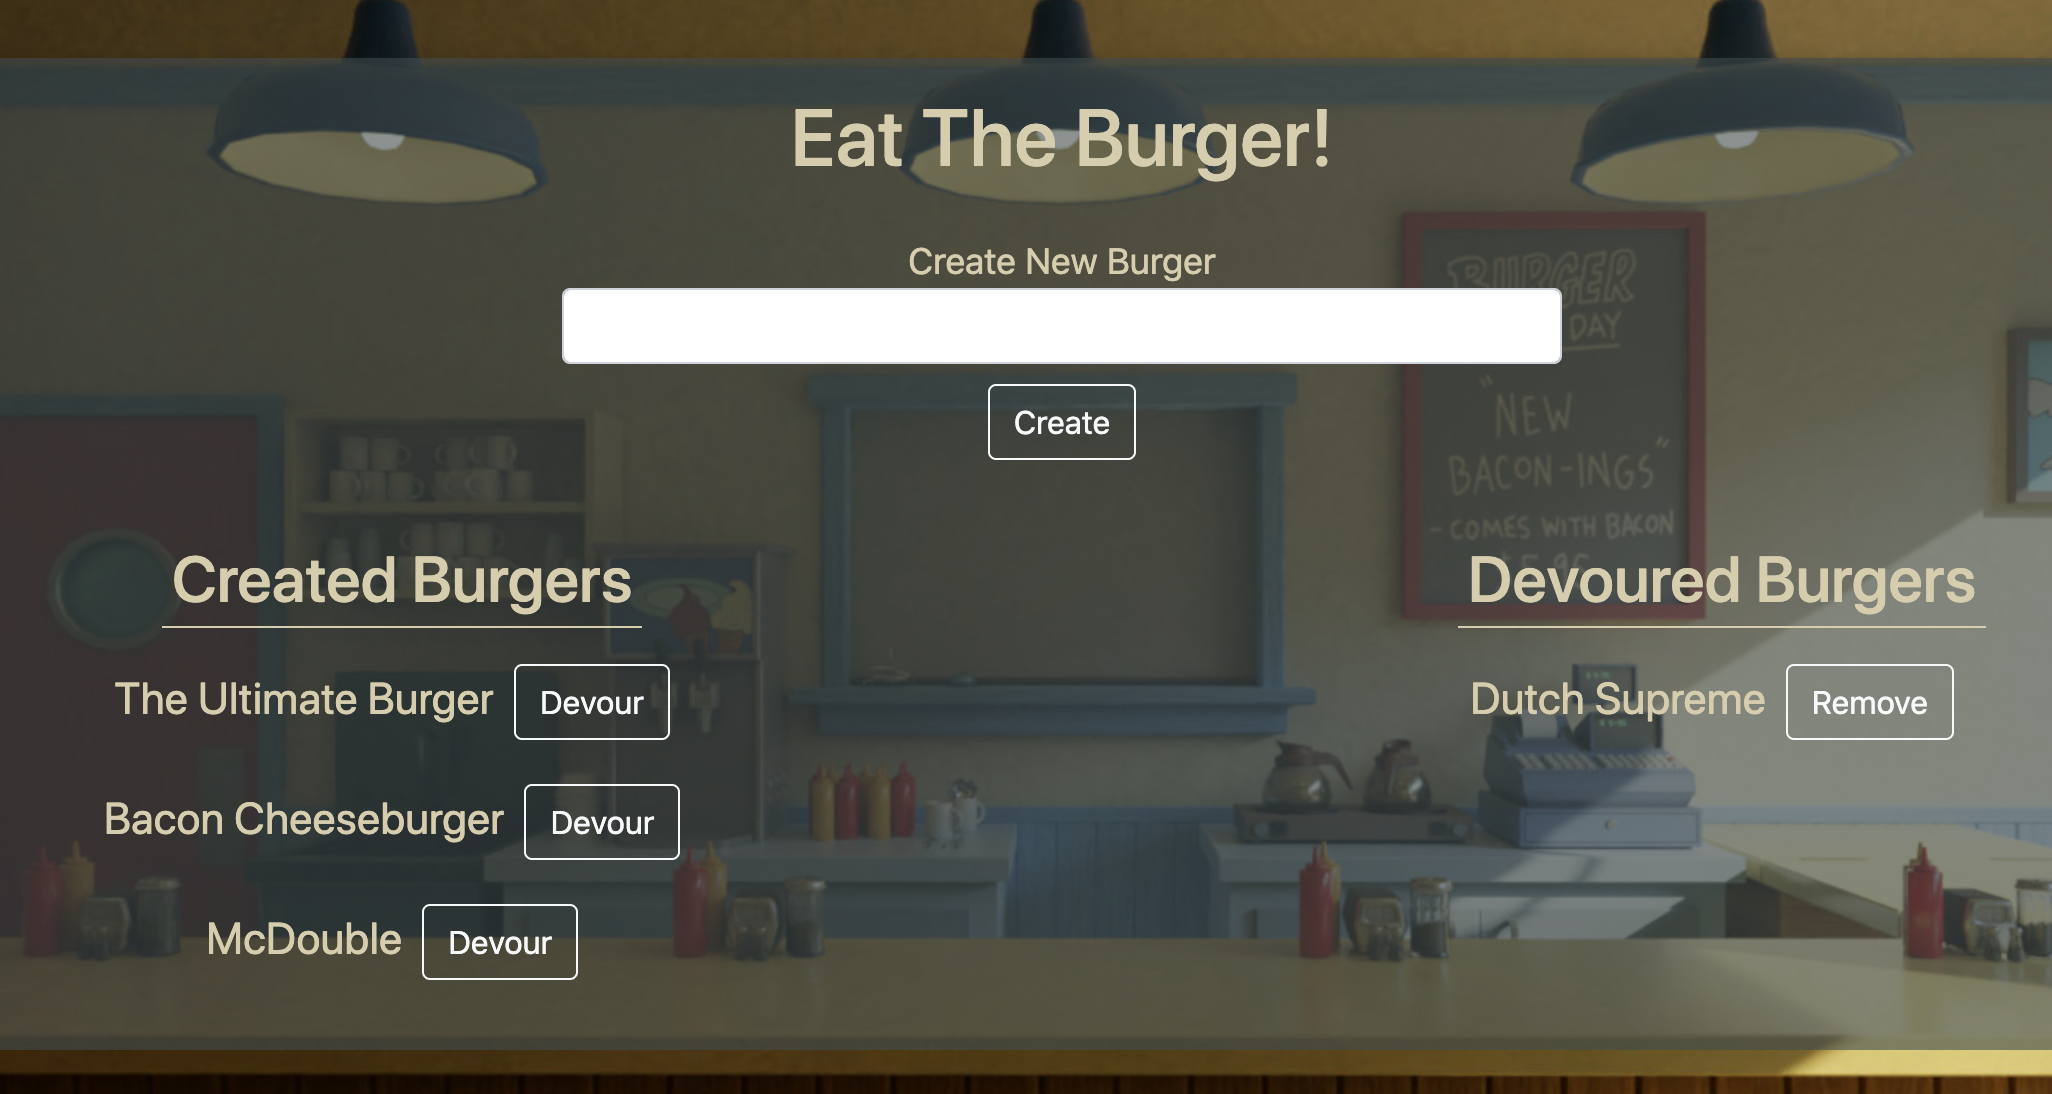 Eat The Burger!
Create New Burger
Create
BURGER
DAY
"NEW
BACON-INGS"
- COMES WITH BACON
Created Burgers
The Ultimate Burger Devour
Bacon Cheeseburger Devour
McDouble Devour
Devoured Burgers
Dutch Supreme Remove